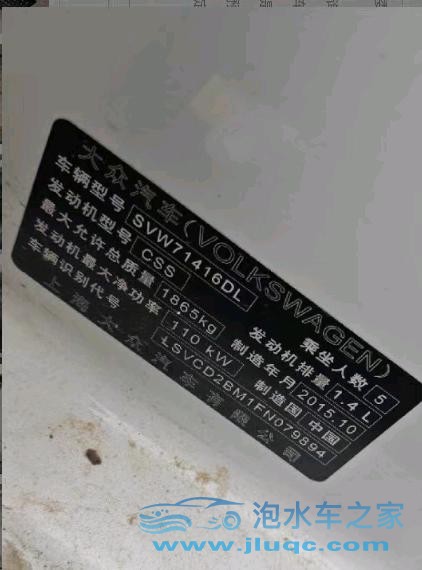 大众汽车(VOLKSWAGEN)
车辆型号 SVW71416DL 乘坐人数 5
发动机型号 CSS 发动机排量 1.4 L
最大允许总质量 1865kg 制造年月 2015.10
发动机最大净功率 110 kW 制造国 中国
车辆识别代号 LSVCD2BM1FN079894
上海大众汽车有限公司
泡水车之家
www.jluqc.com